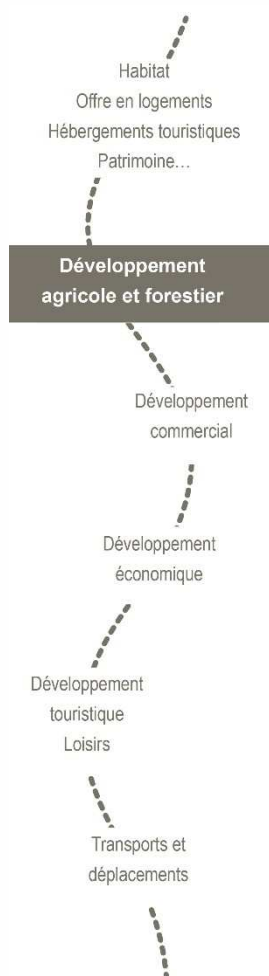 Habitat
Offre en logements
Hébergements touristiques
Patrimoine…
Développement
agricole et forestier
Développement
commercial
Développement
économique
Développement
touristique
Loisirs
Transports et
déplacements